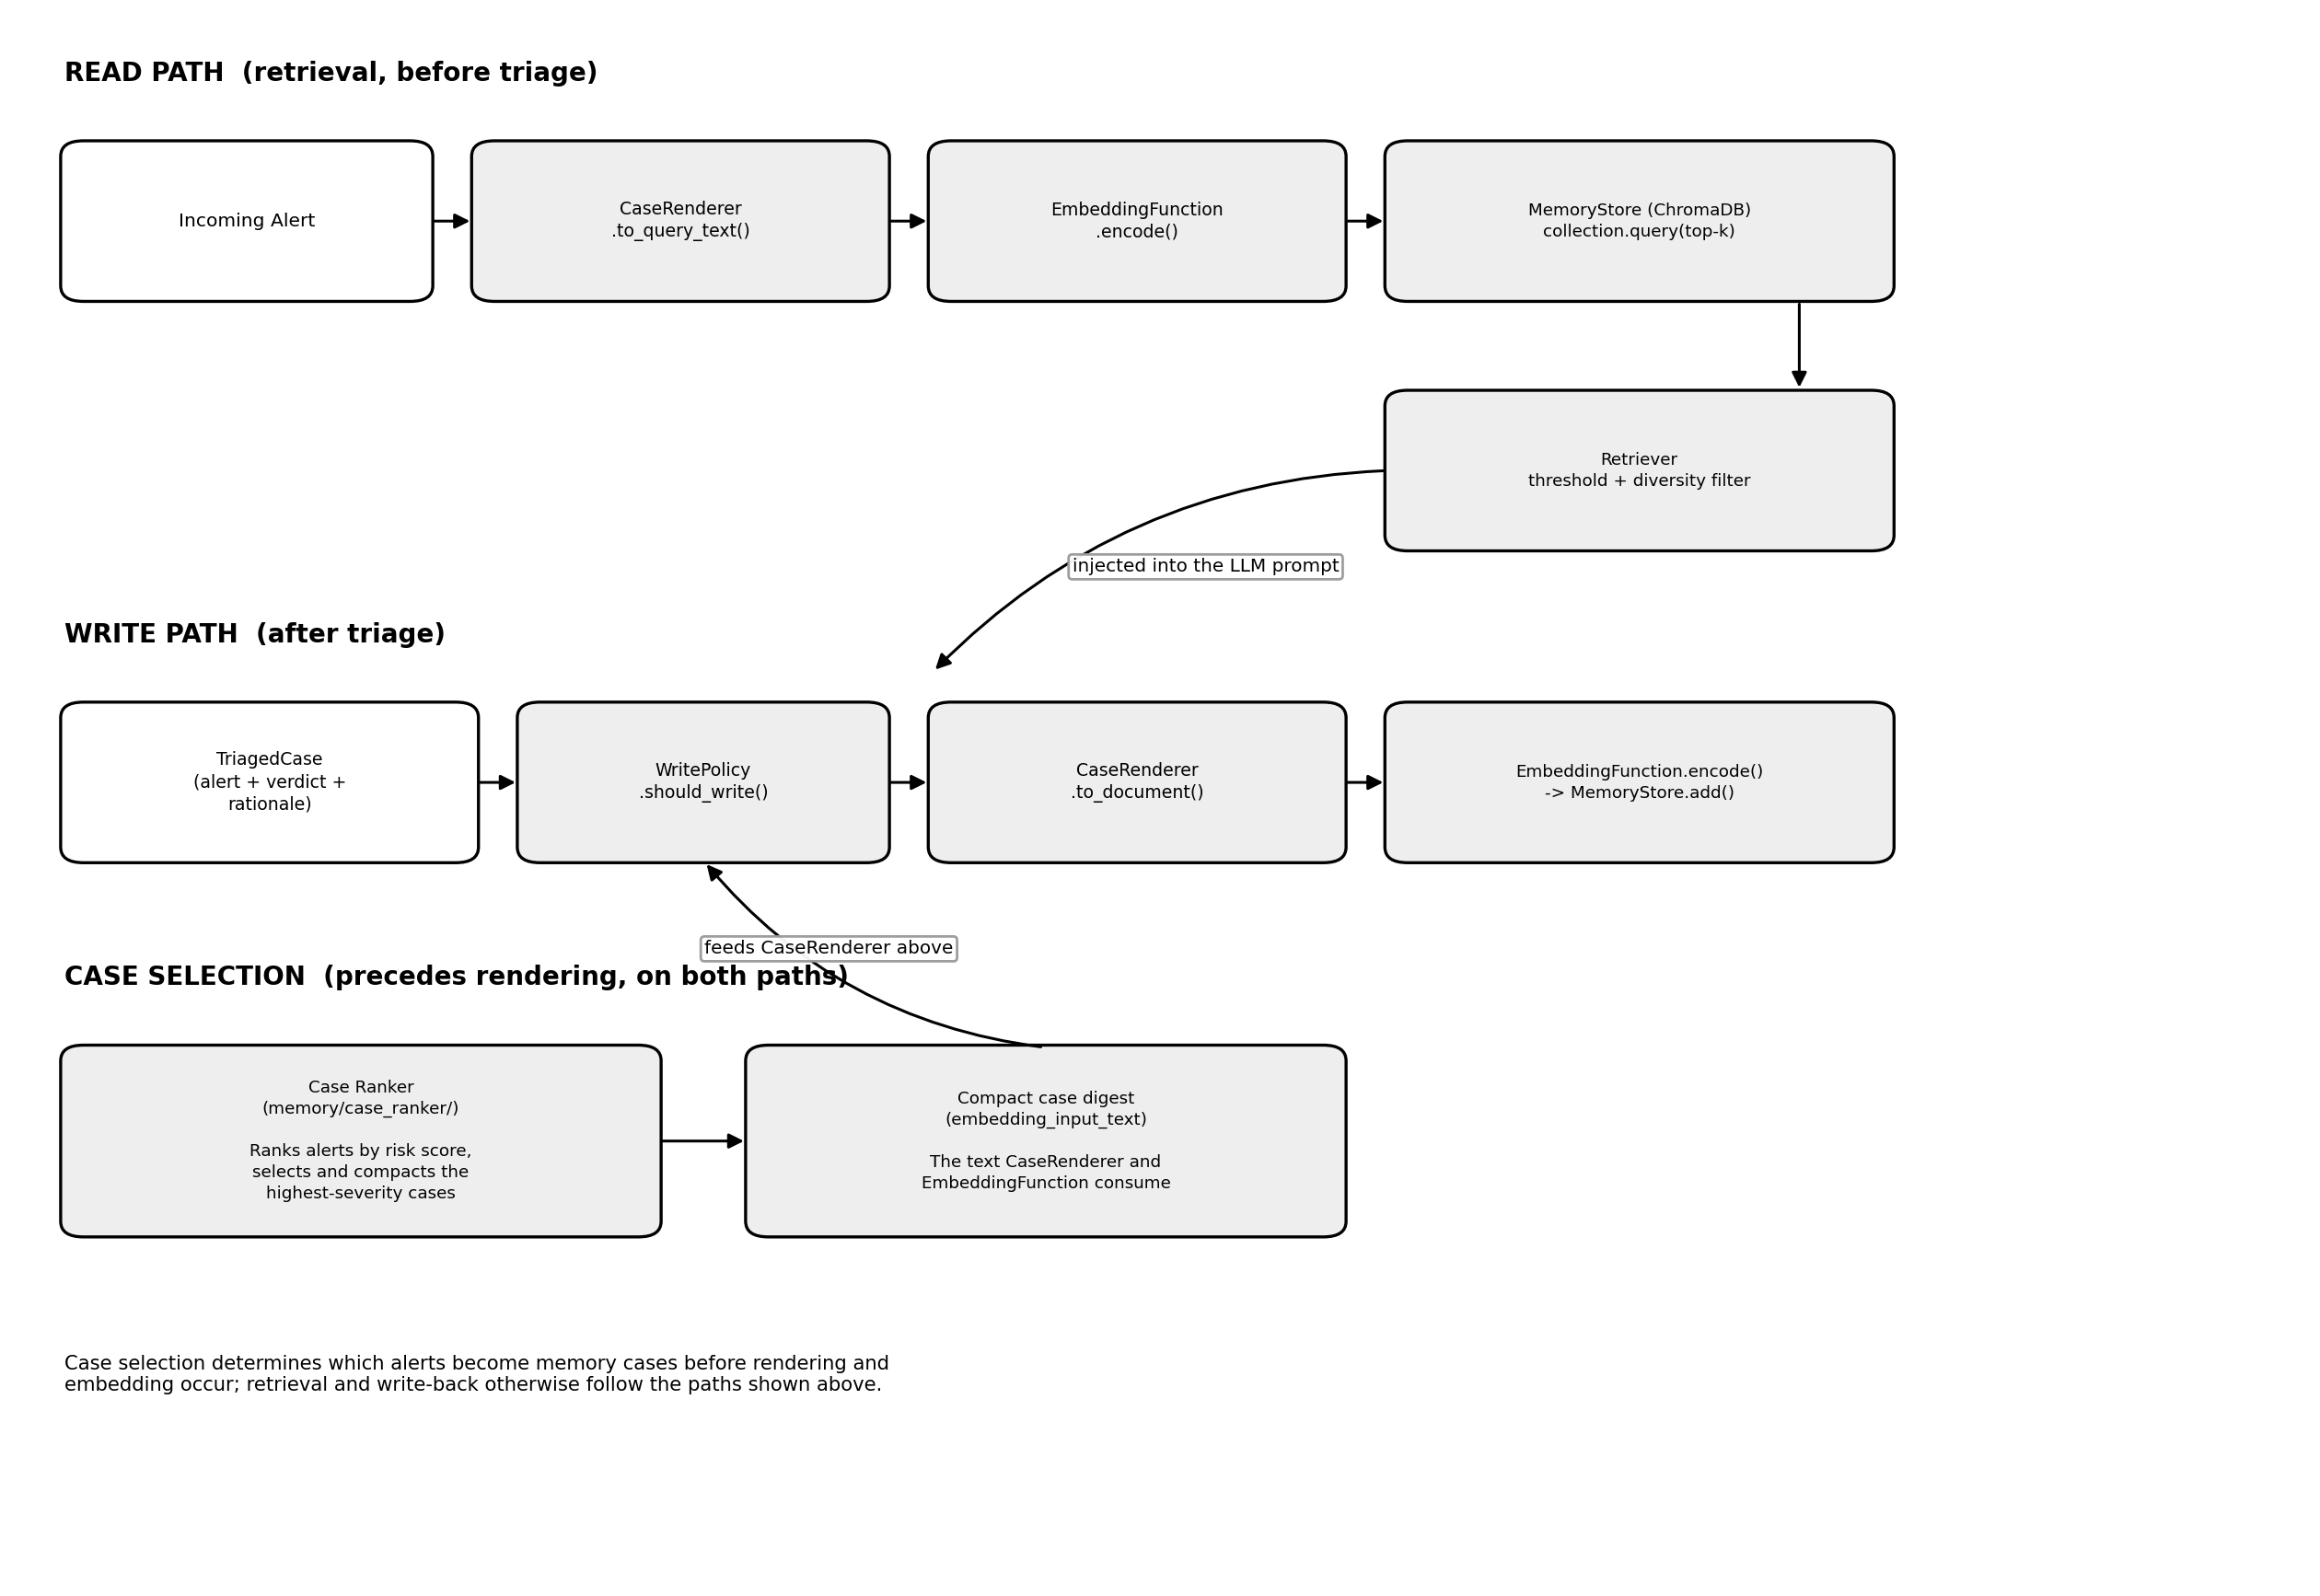 READ PATH  (retrieval, before triage)
Incoming Alert
CaseRenderer
.to_query_text()
EmbeddingFunction
.encode()
MemoryStore (ChromaDB)
collection.query(top-k)
Retriever
threshold + diversity filter
injected into the LLM prompt
WRITE PATH  (after triage)
TriagedCase
(alert + verdict +
rationale)
WritePolicy
.should_write()
CaseRenderer
.to_document()
EmbeddingFunction.encode()
-> MemoryStore.add()
feeds CaseRenderer above
CASE SELECTION  (precedes rendering, on both paths)
Case Ranker
(memory/case_ranker/)
Ranks alerts by risk score,
selects and compacts the
highest-severity cases
Compact case digest
(embedding_input_text)
The text CaseRenderer and
EmbeddingFunction consume
Case selection determines which alerts become memory cases before rendering and
embedding occur; retrieval and write-back otherwise follow the paths shown above.